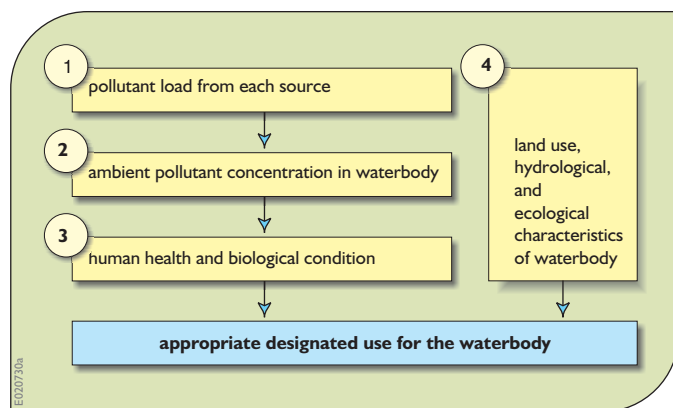 1
pollutant load from each source
2
ambient pollutant concentration in waterbody
3
human health and biological condition
4
land use,
hydrological,
and
ecological
characteristics
of waterbody
appropriate designated use for the waterbody
E020730a